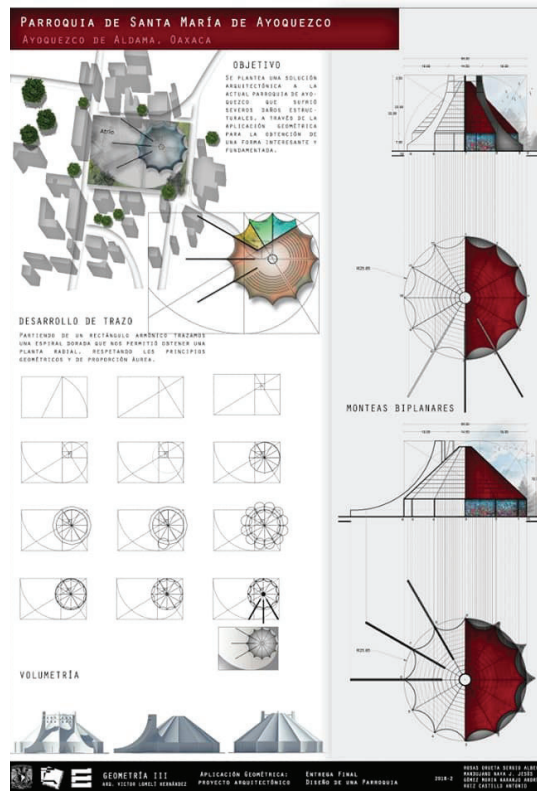 PARROQUIA DE SANTA MARÍA DE AYOQUEZCO
AYOQUEZCO DE ALDAMA, OAXACA
OBJETIVO
SE PLANTEA UNA SOLUCIÓN
ARQUITECTÓNICA A LA
ACTUAL PARROQUIA DE AYO-
QUEZCO QUE SUFRIÓ
SEVEROS DAÑOS ESTRUC-
TURALES, A TRAVÉS DE LA
APLICACIÓN GEOMÉTRICA
PARA LA OBTENCIÓN DE
UNA FORMA INTERESANTE Y
FUNDAMENTADA.
Atrio
DESARROLLO DE TRAZO
PARTIENDO DE UN RECTÁNGULO ARMÓNICO TRAZAMOS
UNA ESPIRAL DORADA QUE NOS PERMITIÓ OBTENER UNA
PLANTA RADIAL, RESPETANDO LOS PRINCIPIOS
GEOMÉTRICOS Y DE PROPORCIÓN ÁUREA.
MONTEAS BIPLANARES
VOLUMETRÍA
GEOMETRÍA III
ARQ. VICTOR LOMELÍ HERNÁNDEZ
APLICACIÓN GEOMÉTRICA:
PROYECTO ARQUITECTÓNICO
ENTREGA FINAL
DISEÑO DE UNA PARROQUIA
2018-2